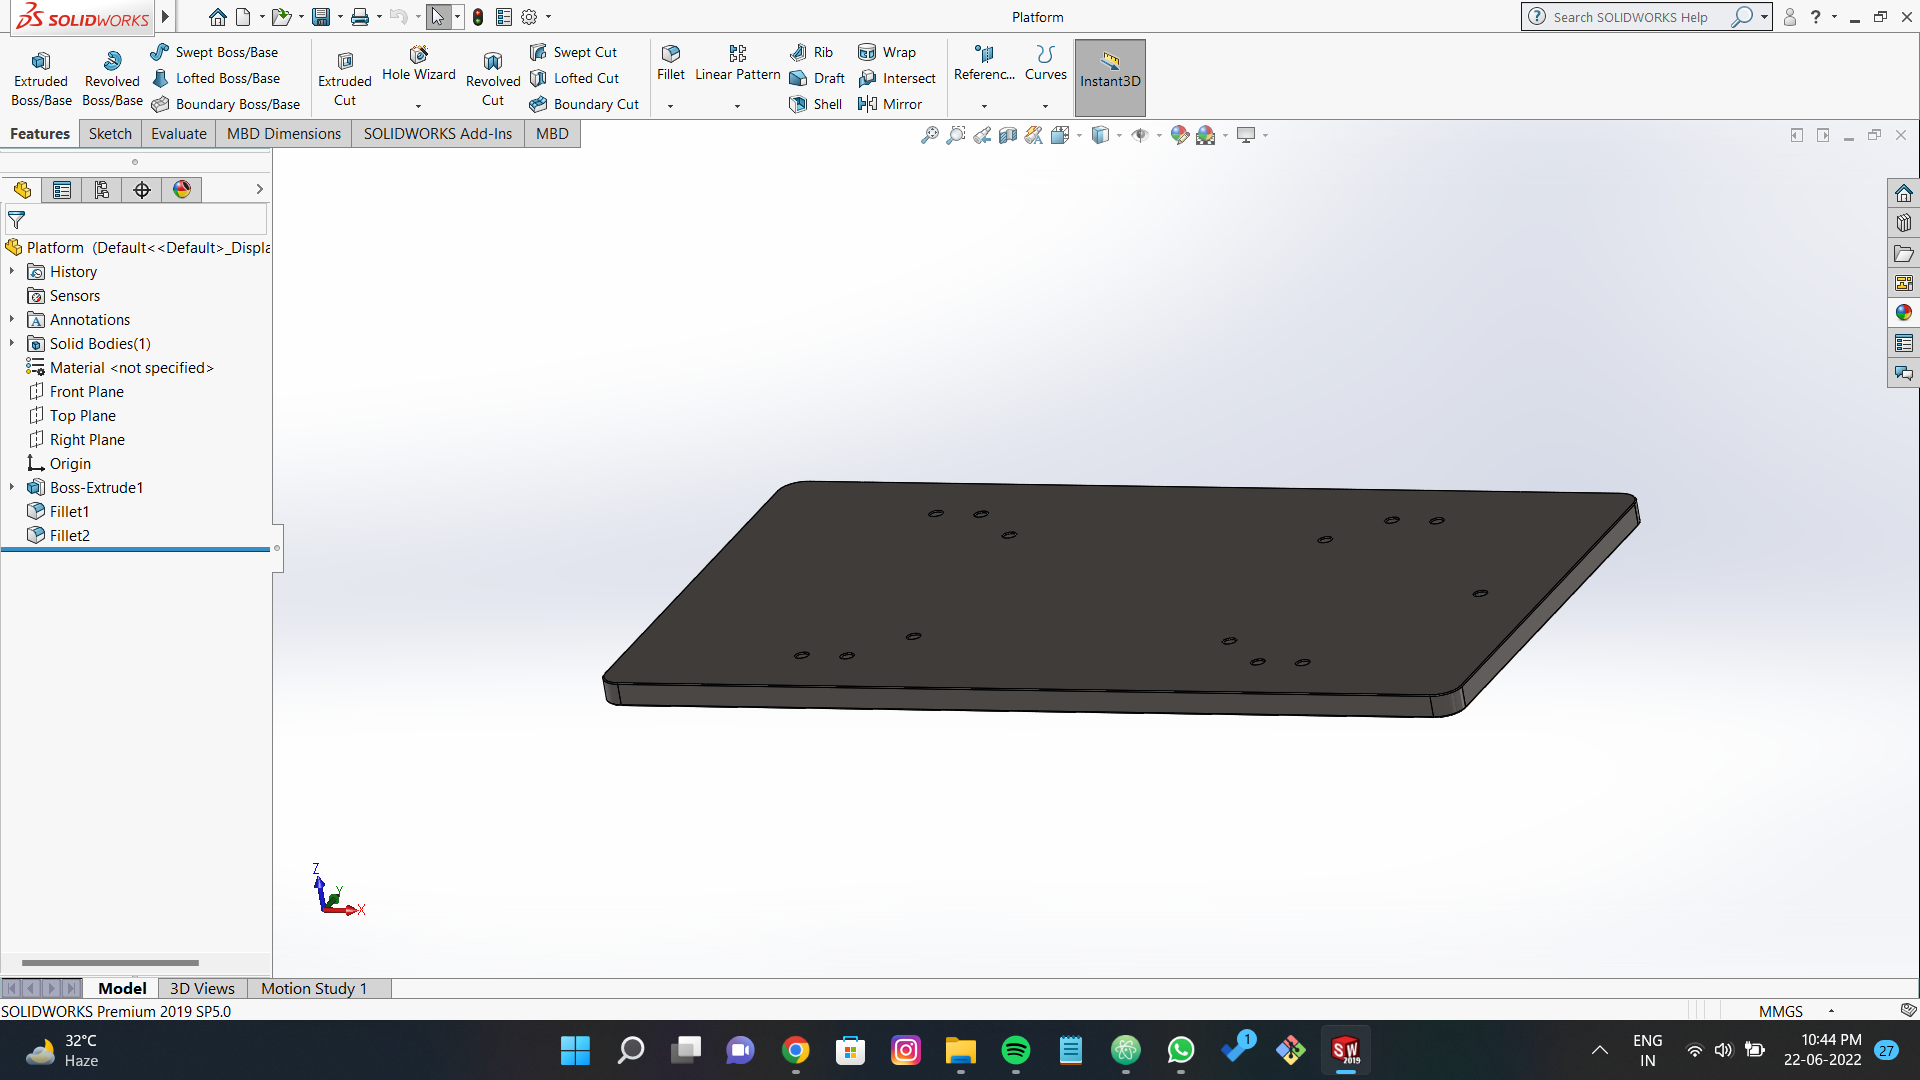 SOLIDWORKS
Platform
Search SOLIDWORKS Help
?
Extruded Boss/Base
Revolved Boss/Base
Swept Boss/Base
Lofted Boss/Base
Boundary Boss/Base
Extruded Cut
Hole Wizard
Revolved Cut
Swept Cut
Lofted Cut
Boundary Cut
Fillet
Linear Pattern
Rib
Draft
Shell
Wrap
Intersect
Mirror
Referenc...
Curves
Instant3D
Features
Sketch
Evaluate
MBD Dimensions
SOLIDWORKS Add-Ins
MBD
Platform (Default<<Default>_Displa
History
Sensors
Annotations
Solid Bodies(1)
Material <not specified>
Front Plane
Top Plane
Right Plane
Origin
Boss-Extrude1
Fillet1
Fillet2
Z
Y
X
Model
3D Views
Motion Study 1
SOLIDWORKS Premium 2019 SP5.0
MMGS
32°C
Haze
1
SW
2019
ENG
IN
10:44 PM
22-06-2022
27